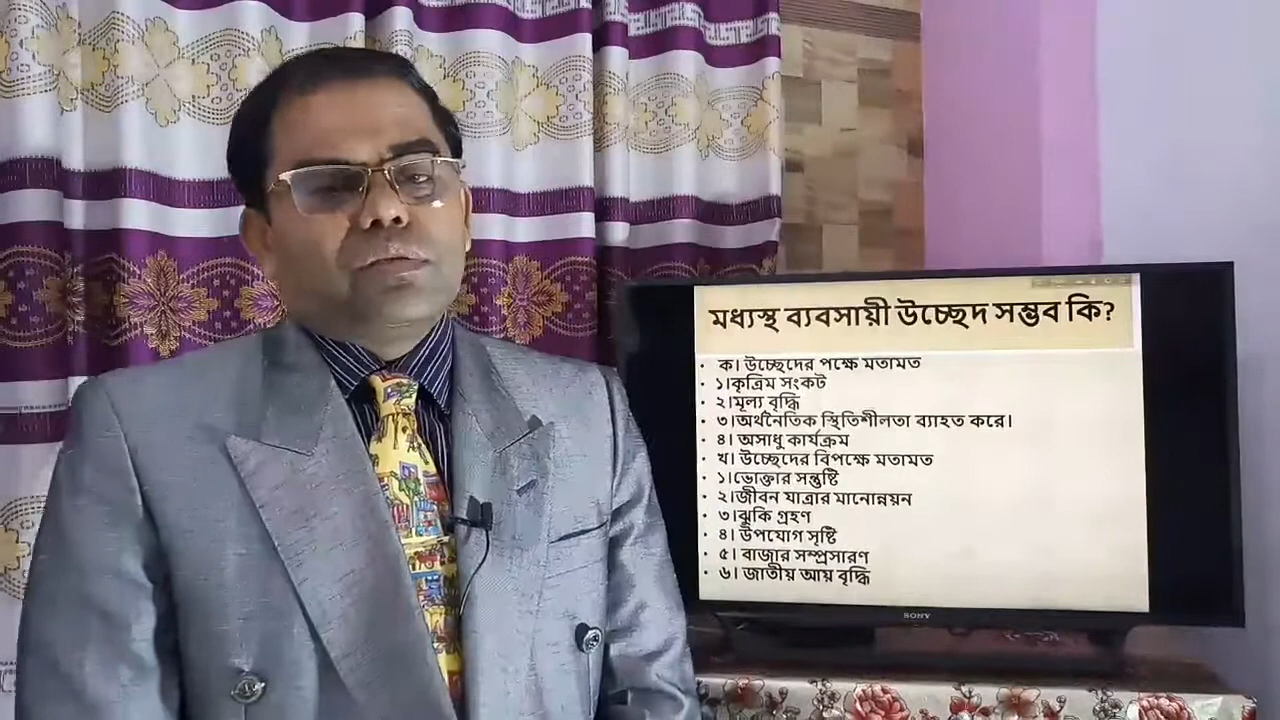 মধ্যস্থ ব্যবসায়ী উচ্ছেদ সম্ভব কি?
• ক। উচ্ছেদের পক্ষে মতামত
• ১।কৃত্রিম সংকট
• ২।মূল্য বৃদ্ধি
• ৩।অর্থনৈতিক স্থিতিশীলতা ব্যাহত করে।
• ৪। অসাধু কার্যক্রম
• খ। উচ্ছেদের বিপক্ষে মতামত
• ১।ভোক্তার সন্তুষ্টি
• ২।জীবন যাত্রার মানোন্নয়ন
• ৩।ঝুকি গ্রহণ
• ৪। উপযোগ সৃষ্টি
• ৫। বাজার সম্প্রসারণ
• ৬। জাতীয় আয় বৃদ্ধি
SONY